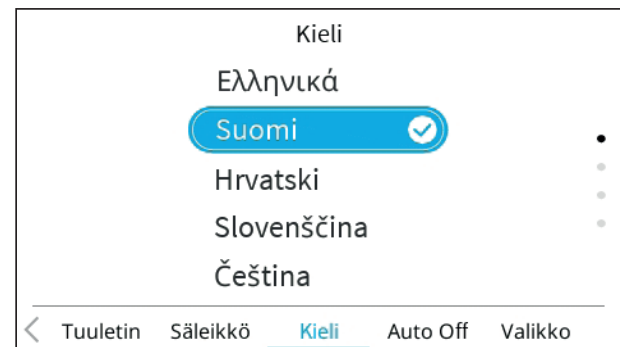 Kieli
Ελληνικά
Suomi
Hrvatski
Slovenščina
Čeština
Tuuletin Säleikkö Kieli Auto Off Valikko